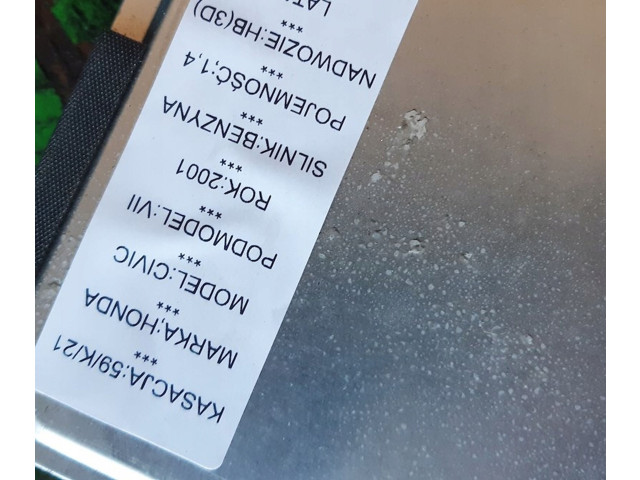 KASACJA:59/K/21
***
MARKA;HONDA
***
MODEL:CIVIC
***
PODMODEL:VII
***
ROK:2001
***
SILNIK:BENZYNA
***
POJEMNOŚĆ;1,4
***
NADWOZIE:HB(3D)
***